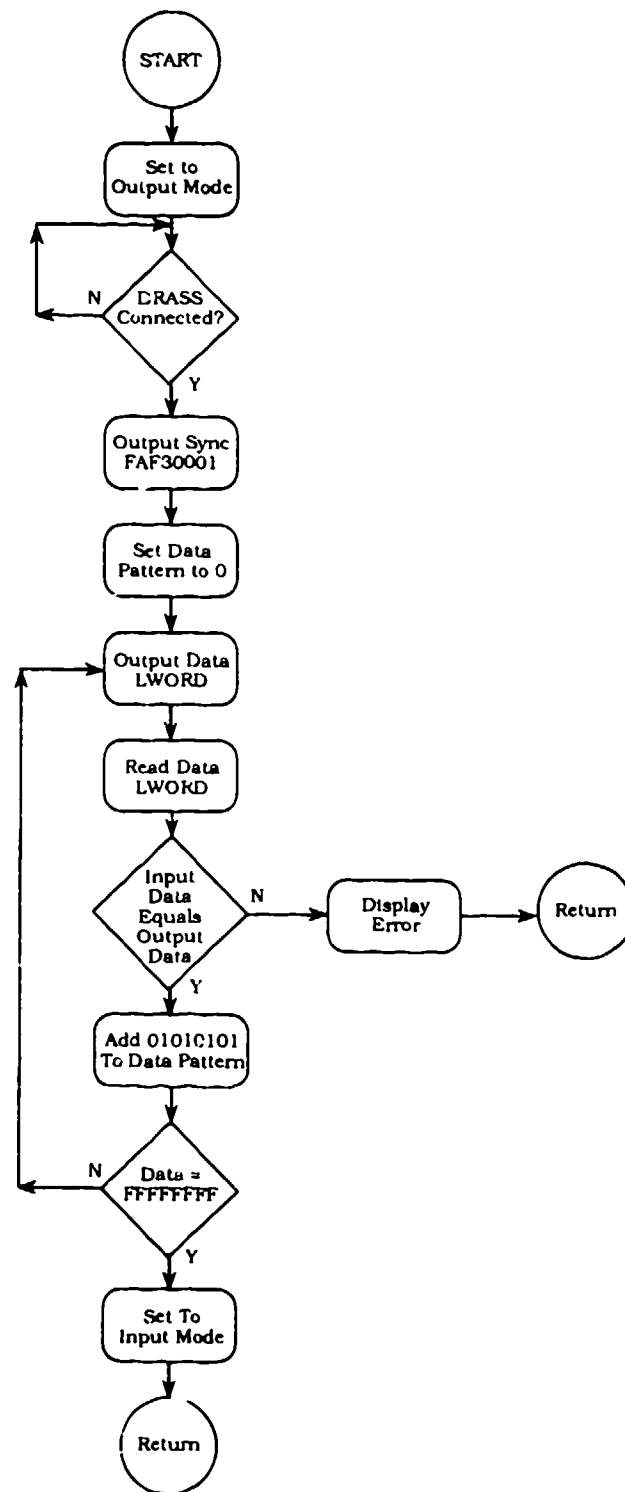 START
Set to
Output Mode
N
DRASS
Connected?
Y
Output Sync
FAF30001
Set Data
Pattern to 0
Output Data
LWORD
Read Data
LWORD
Input
Data
Equals
Output
Data
N
Display
Error
Return
Y
Add 01010101
To Data Pattern
N
Data =
FFFFFFFF
Y
Set To
Input Mode
Return